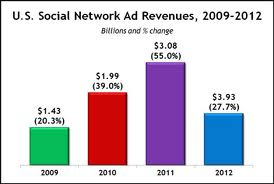 U.S. Social Network Ad Revenues, 2009-2012
Billions and % change
$3.08
(55.0%)
$1.99
(39.0%)
$3.93
(27.7%)
$1.43
(20.3%)
2009 2010 2011 2012